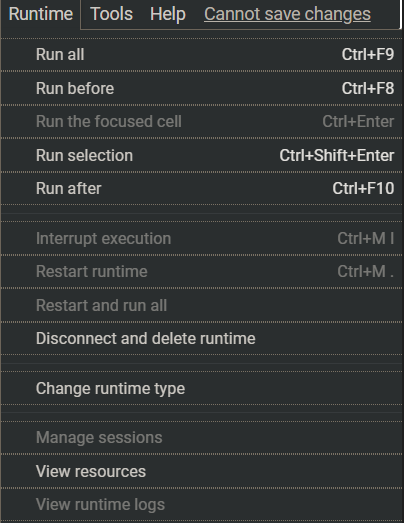 Runtime Tools Help Cannot save changes
Run all Ctrl+F9
Run before Ctrl+F8
Run the focused cell Ctrl+Enter
Run selection Ctrl+Shift+Enter
Run after Ctrl+F10
Interrupt execution Ctrl+M I
Restart runtime Ctrl+M .
Restart and run all
Disconnect and delete runtime
Change runtime type
Manage sessions
View resources
View runtime logs